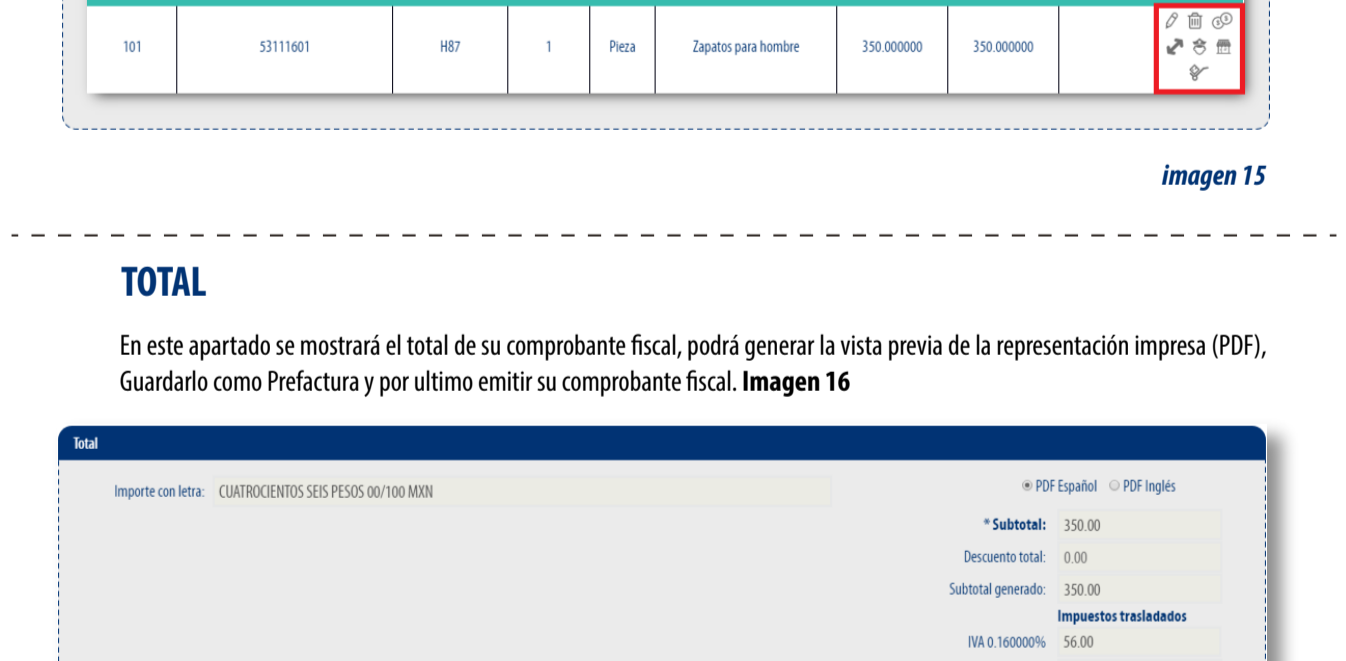 101 53111601 H87 1 Pieza Zapatos para hombre 350.000000 350.000000
imagen 15
TOTAL
En este apartado se mostrará el total de su comprobante fiscal, podrá generar la vista previa de la representación impresa (PDF),
Guardarlo como Prefactura y por ultimo emitir su comprobante fiscal. Imagen 16
Total
Importe con letra: CUATROCIENTOS SEIS PESOS 00/100 MXN
PDF Español PDF Inglés
* Subtotal: 350.00
Descuento total: 0.00
Subtotal generado: 350.00
Impuestos trasladados
IVA 0.160000% 56.00